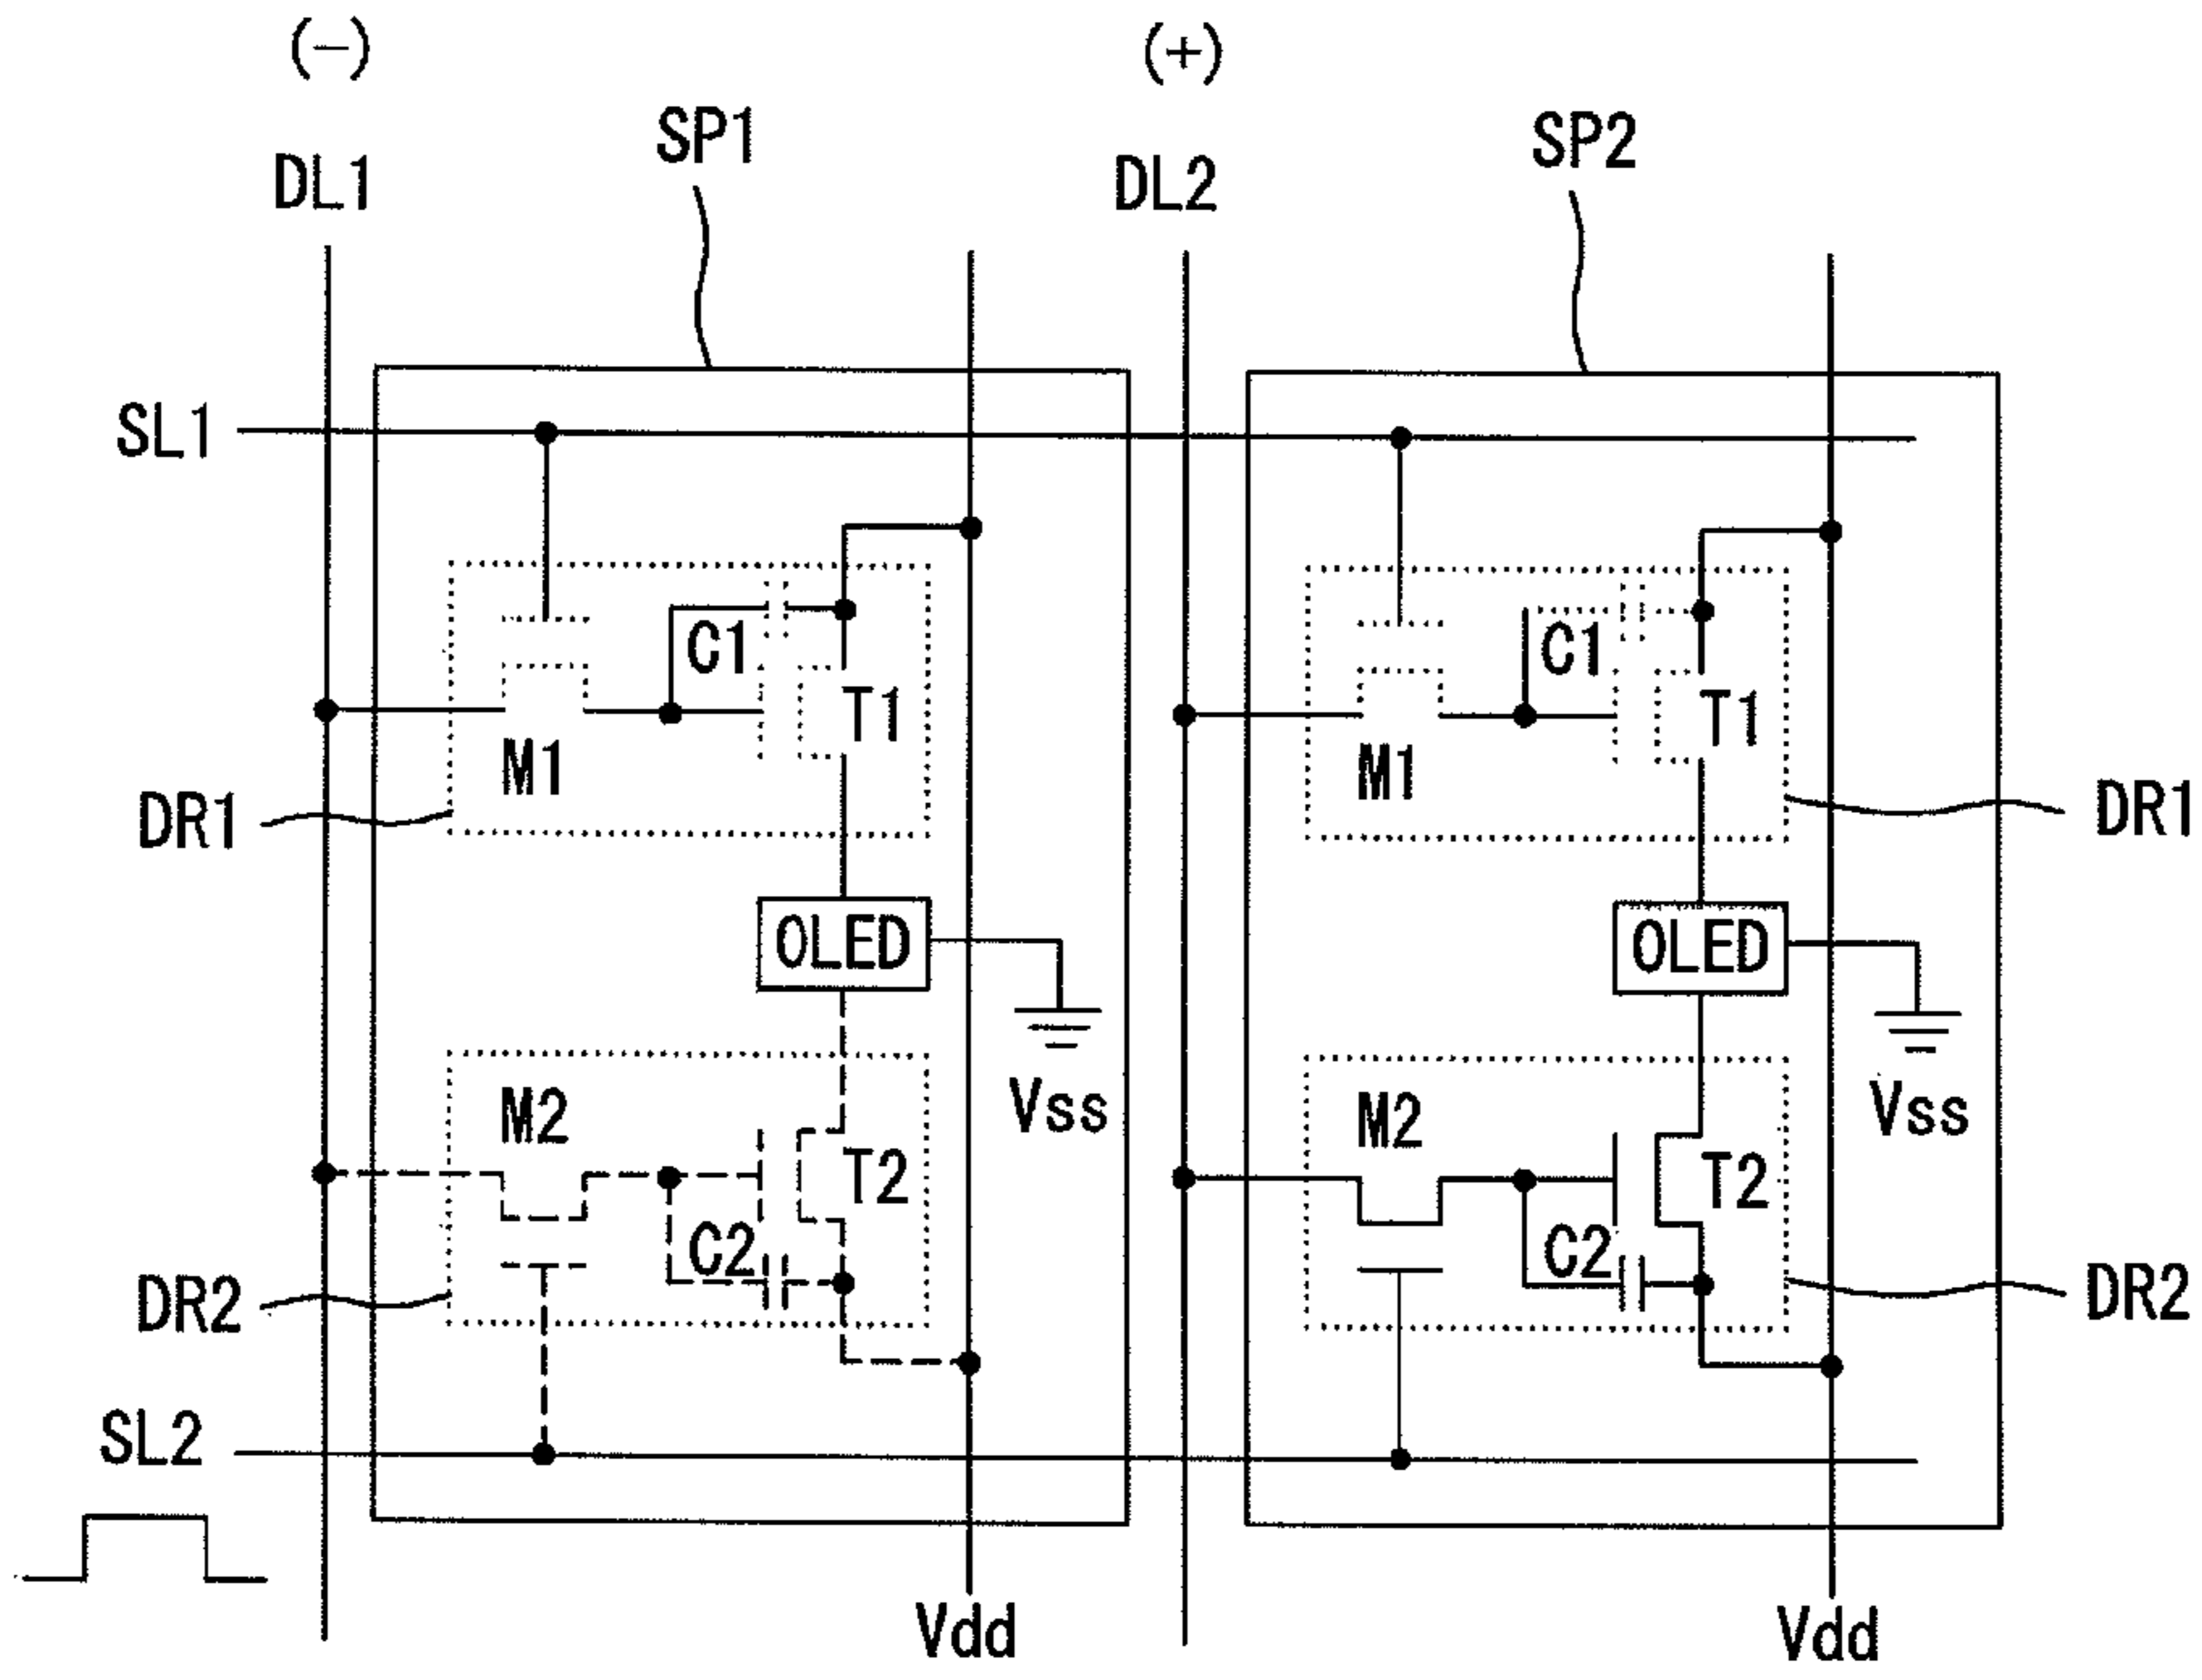 (-)
(+)
DL1
SP1
DL2
SP2
SL1
C1
T1
M1
DR1
C1
T1
M1
DR1
OLED
Vss
OLED
Vss
M2
T2
C2
DR2
M2
T2
C2
DR2
SL2
Vdd
Vdd